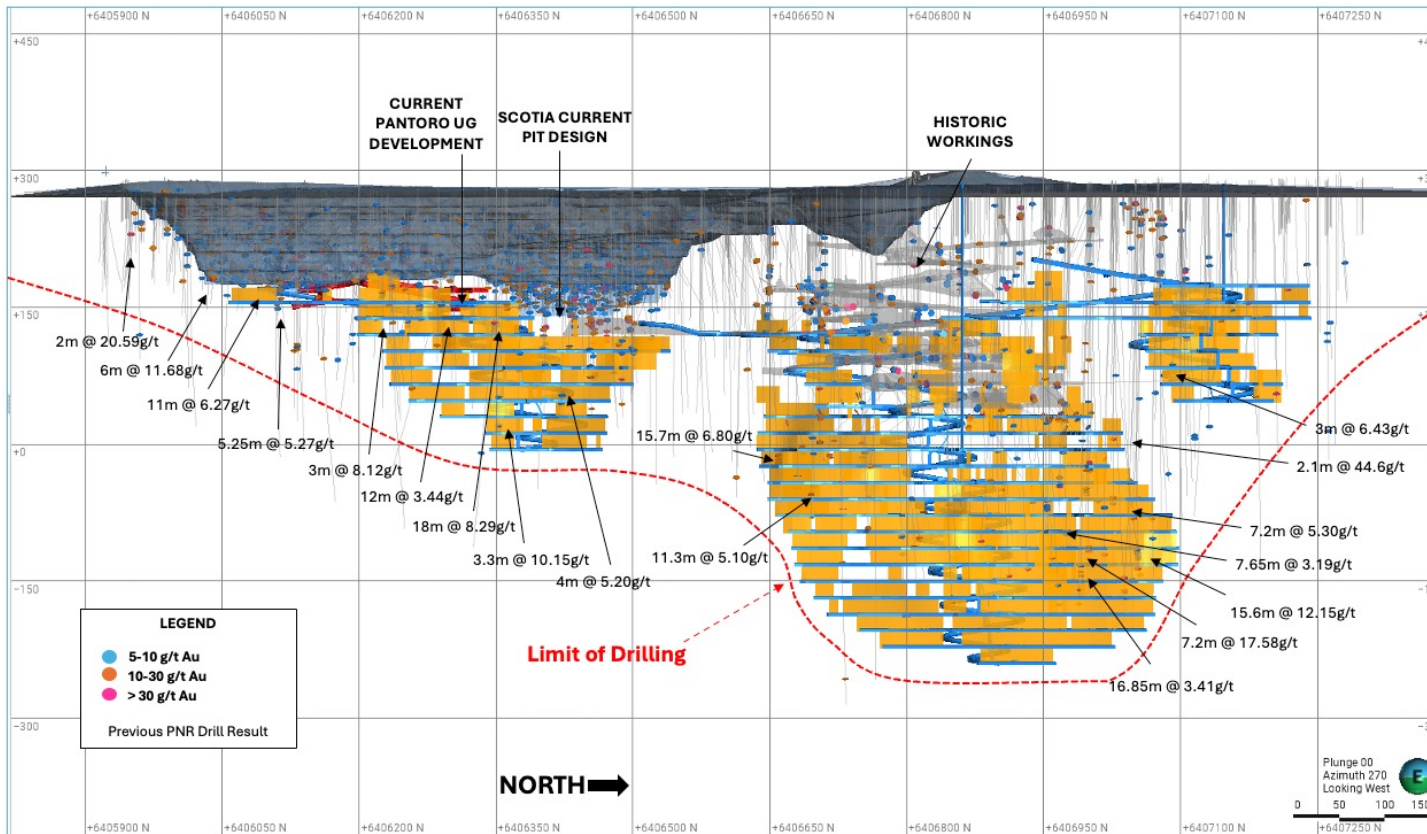 +6405900 N
+6406050 N
+6406200 N
+6406350 N
+6406500 N
+6406650 N
+6406800 N
+6406950 N
+6407100 N
+6407250 N
+450
CURRENT
PANTORO UG
DEVELOPMENT
SCOTIA CURRENT
PIT DESIGN
HISTORIC
WORKINGS
+300
+150
2m @ 20.59g/t
6m @ 11.68g/t
11m @ 6.27g/t
5.25m @ 5.27g/t
3m @ 8.12g/t
12m @ 3.44g/t
18m @ 8.29g/t
3.3m @ 10.15g/t
4m @ 5.20g/t
15.7m @ 6.80g/t
11.3m @ 5.10g/t
3m @ 6.43g/t
2.1m @ 44.6g/t
7.2m @ 5.30g/t
7.65m @ 3.19g/t
15.6m @ 12.15g/t
7.2m @ 17.58g/t
16.85m @ 3.41g/t
+0
-150
Limit of Drilling
LEGEND
5-10 g/t Au
10-30 g/t Au
> 30 g/t Au
Previous PNR Drill Result
-300
NORTH
Plunge 00
Azimuth 270
Looking West
E
0 50 100 150
+6405900 N
+6406050 N
+6406200 N
+6406350 N
+6406500 N
+6406650 N
+6406800 N
+6406950 N
+6407100 N
+6407250 N